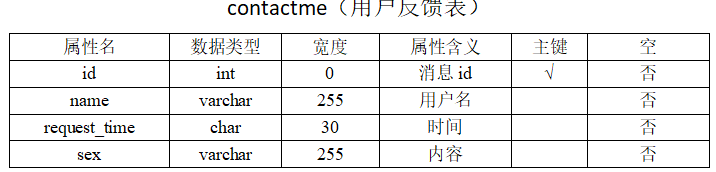 contactme（用户反馈表）
属性名 数据类型 宽度 属性含义 主键 空
id int 0 消息 id √ 否
name varchar 255 用户名 否
request_time char 30 时间 否
sex varchar 255 内容 否